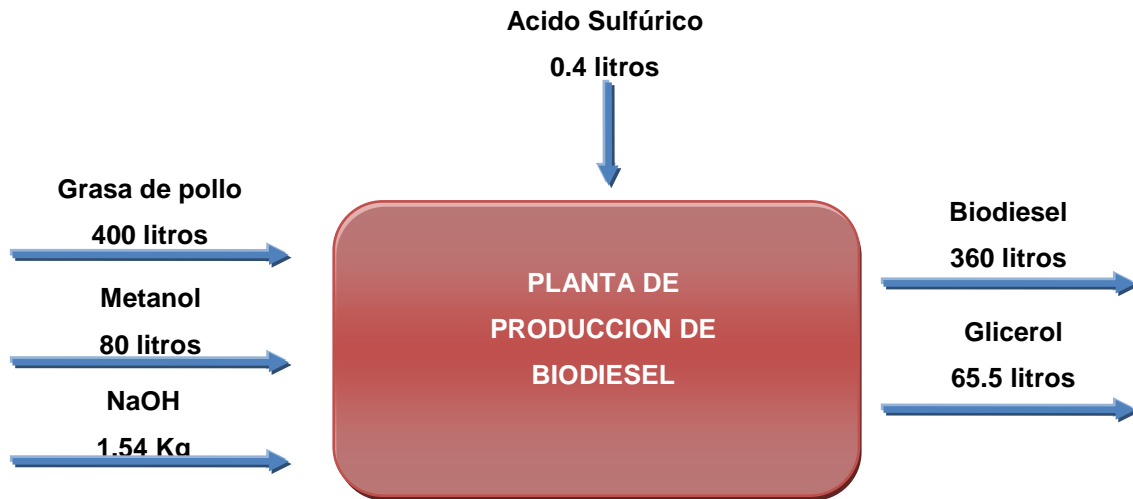 Acido Sulfúrico
0.4 litros
Grasa de pollo
400 litros
Metanol
80 litros
NaOH
1.54 Kg
PLANTA DE
PRODUCCION DE
BIODIESEL
Biodiesel
360 litros
Glicerol
65.5 litros